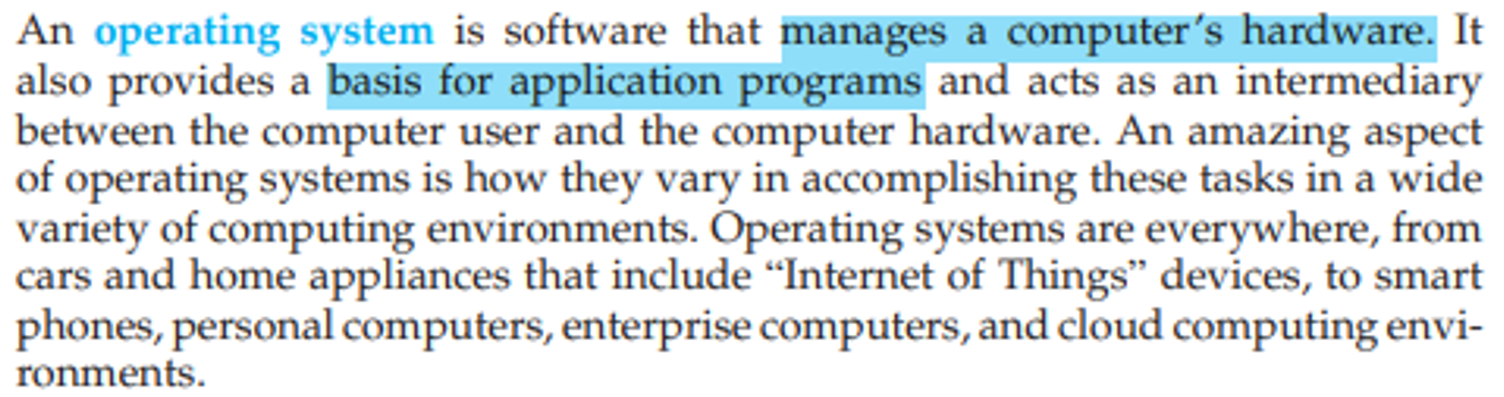 An operating system is software that manages a computer’s hardware. It
also provides a basis for application programs and acts as an intermediary
between the computer user and the computer hardware. An amazing aspect
of operating systems is how they vary in accomplishing these tasks in a wide
variety of computing environments. Operating systems are everywhere, from
cars and home appliances that include “Internet of Things” devices, to smart
phones, personal computers, enterprise computers, and cloud computing envi-
ronments.